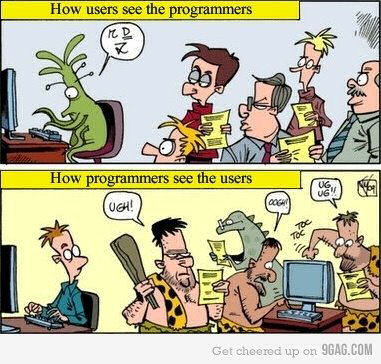 How users see the programmers
How programmers see the users
UGH!
OOGH!
UG
UG!!
TOC
TOC
Get cheered up on 9GAG.COM